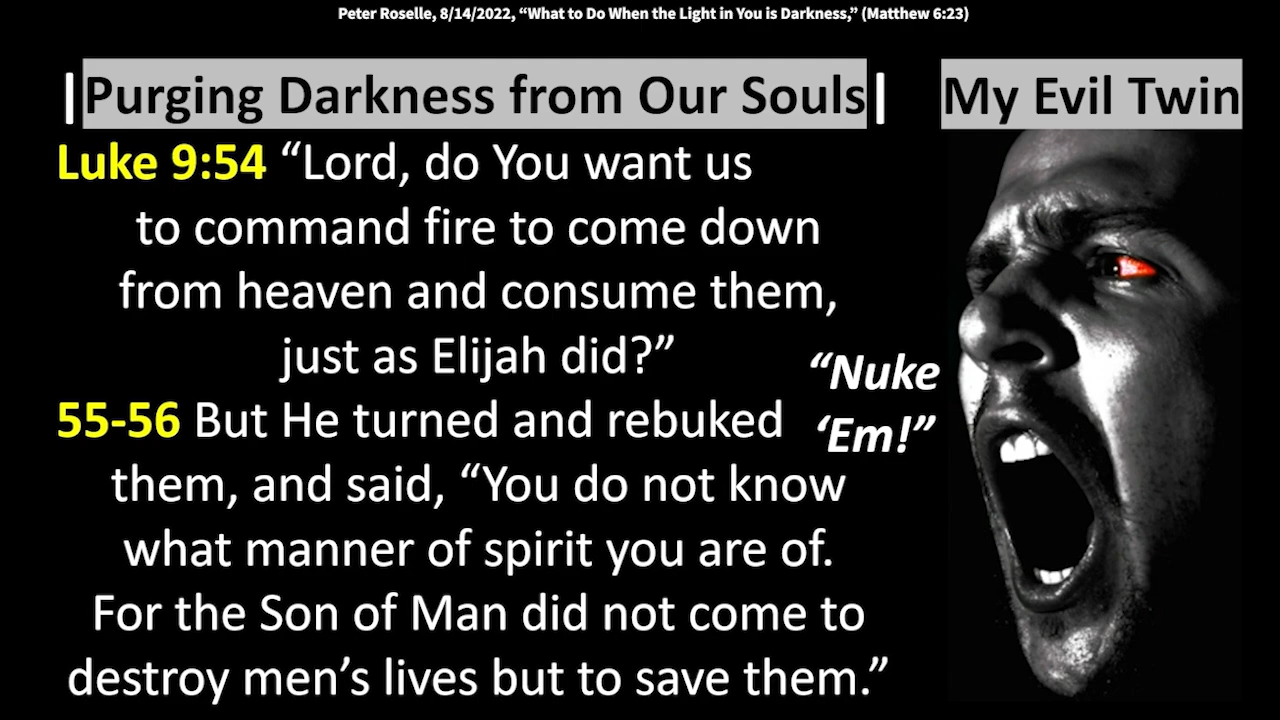 Peter Roselle, 8/14/2022, “What to Do When the Light in You is Darkness,” (Matthew 6:23)
|Purging Darkness from Our Souls|
My Evil Twin
Luke 9:54 “Lord, do You want us
to command fire to come down
from heaven and consume them,
just as Elijah did?”
“Nuke
‘Em!”
55-56 But He turned and rebuked
them, and said, “You do not know
what manner of spirit you are of.
For the Son of Man did not come to
destroy men’s lives but to save them.”